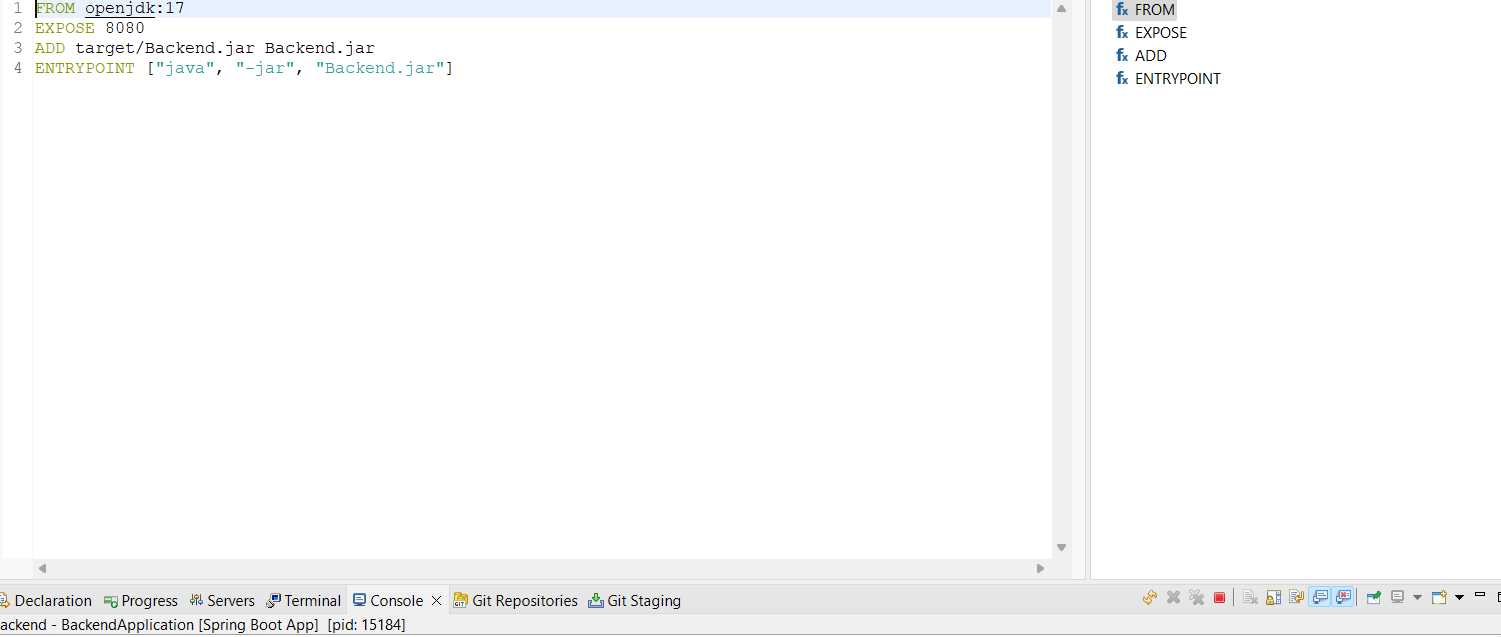 1 FROM openjdk:17
2 EXPOSE 8080
3 ADD target/Backend.jar Backend.jar
4 ENTRYPOINT ["java", "-jar", "Backend.jar"]
FROM
EXPOSE
ADD
ENTRYPOINT
Declaration Progress Servers Terminal Console Git Repositories Git Staging
ackend - BackendApplication [Spring Boot App] [pid: 15184]